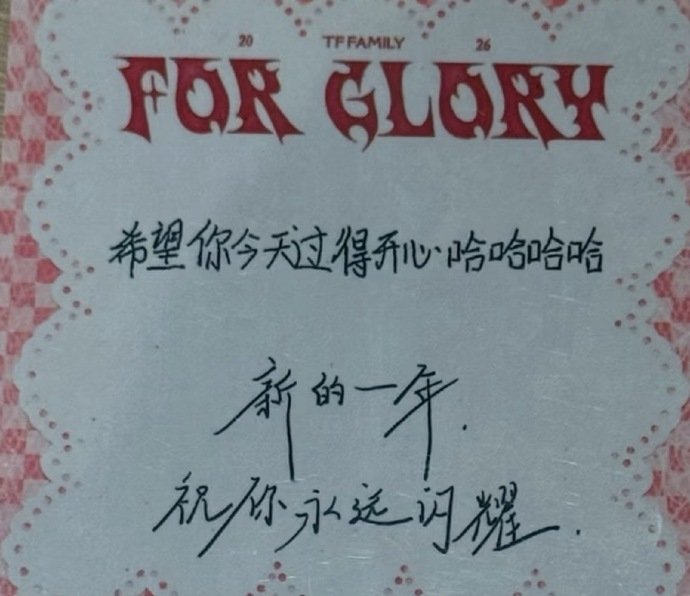 20 TF FAMILY 26
FOR GLORY
希望你今天过得开心哈哈哈哈
新的一年.
祝你永远闪耀.